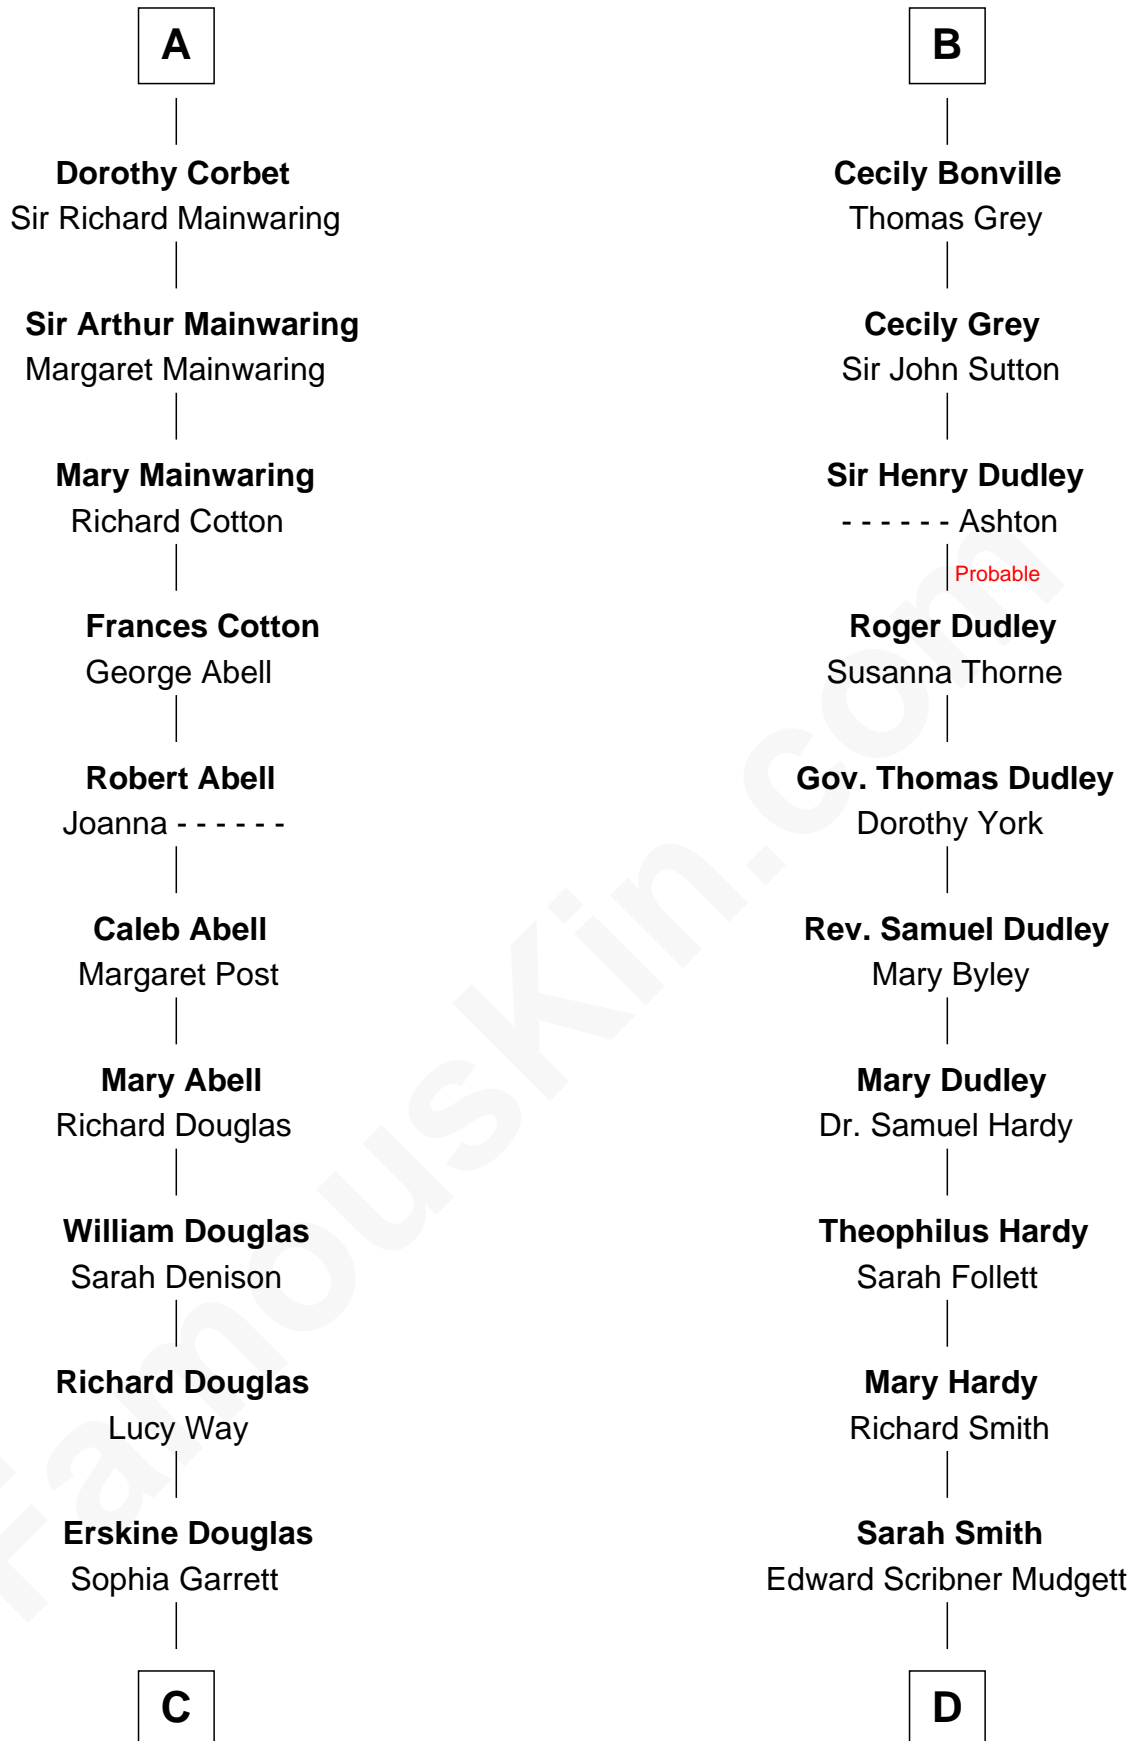 A
Dorothy Corbet
Sir Richard Mainwaring
Sir Arthur Mainwaring
Margaret Mainwaring
Mary Mainwaring
Richard Cotton
Frances Cotton
George Abell
Robert Abell
Joanna - - - - - -
Caleb Abell
Margaret Post
Mary Abell
Richard Douglas
William Douglas
Sarah Denison
Richard Douglas
Lucy Way
Erskine Douglas
Sophia Garrett
C
B
Cecily Bonville
Thomas Grey
Cecily Grey
Sir John Sutton
Sir Henry Dudley
- - - - - - Ashton
Probable
Roger Dudley
Susanna Thorne
Gov. Thomas Dudley
Dorothy York
Rev. Samuel Dudley
Mary Byley
Mary Dudley
Dr. Samuel Hardy
Theophilus Hardy
Sarah Follett
Mary Hardy
Richard Smith
Sarah Smith
Edward Scribner Mudgett
D
FamousKin.com